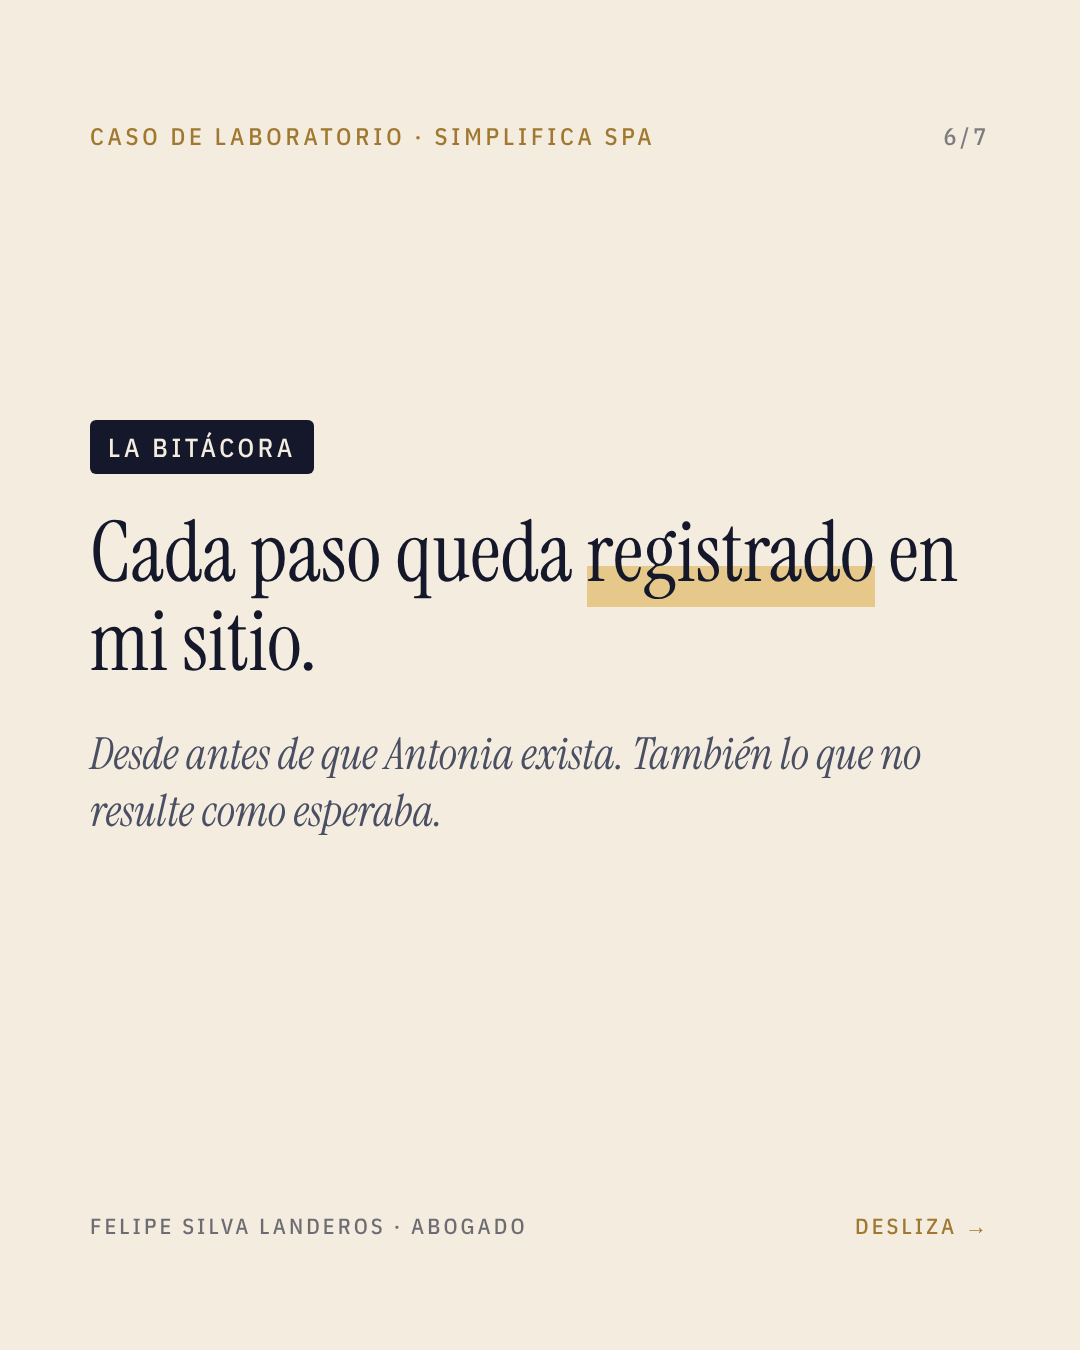 CASO DE LABORATORIO · SIMPLIFICA SPA
6/7
LA BITÁCORA
Cada paso queda registrado en
mi sitio.
Desde antes de que Antonia exista. También lo que no
resulte como esperaba.
FELIPE SILVA LANDEROS · ABOGADO
DESLIZA →